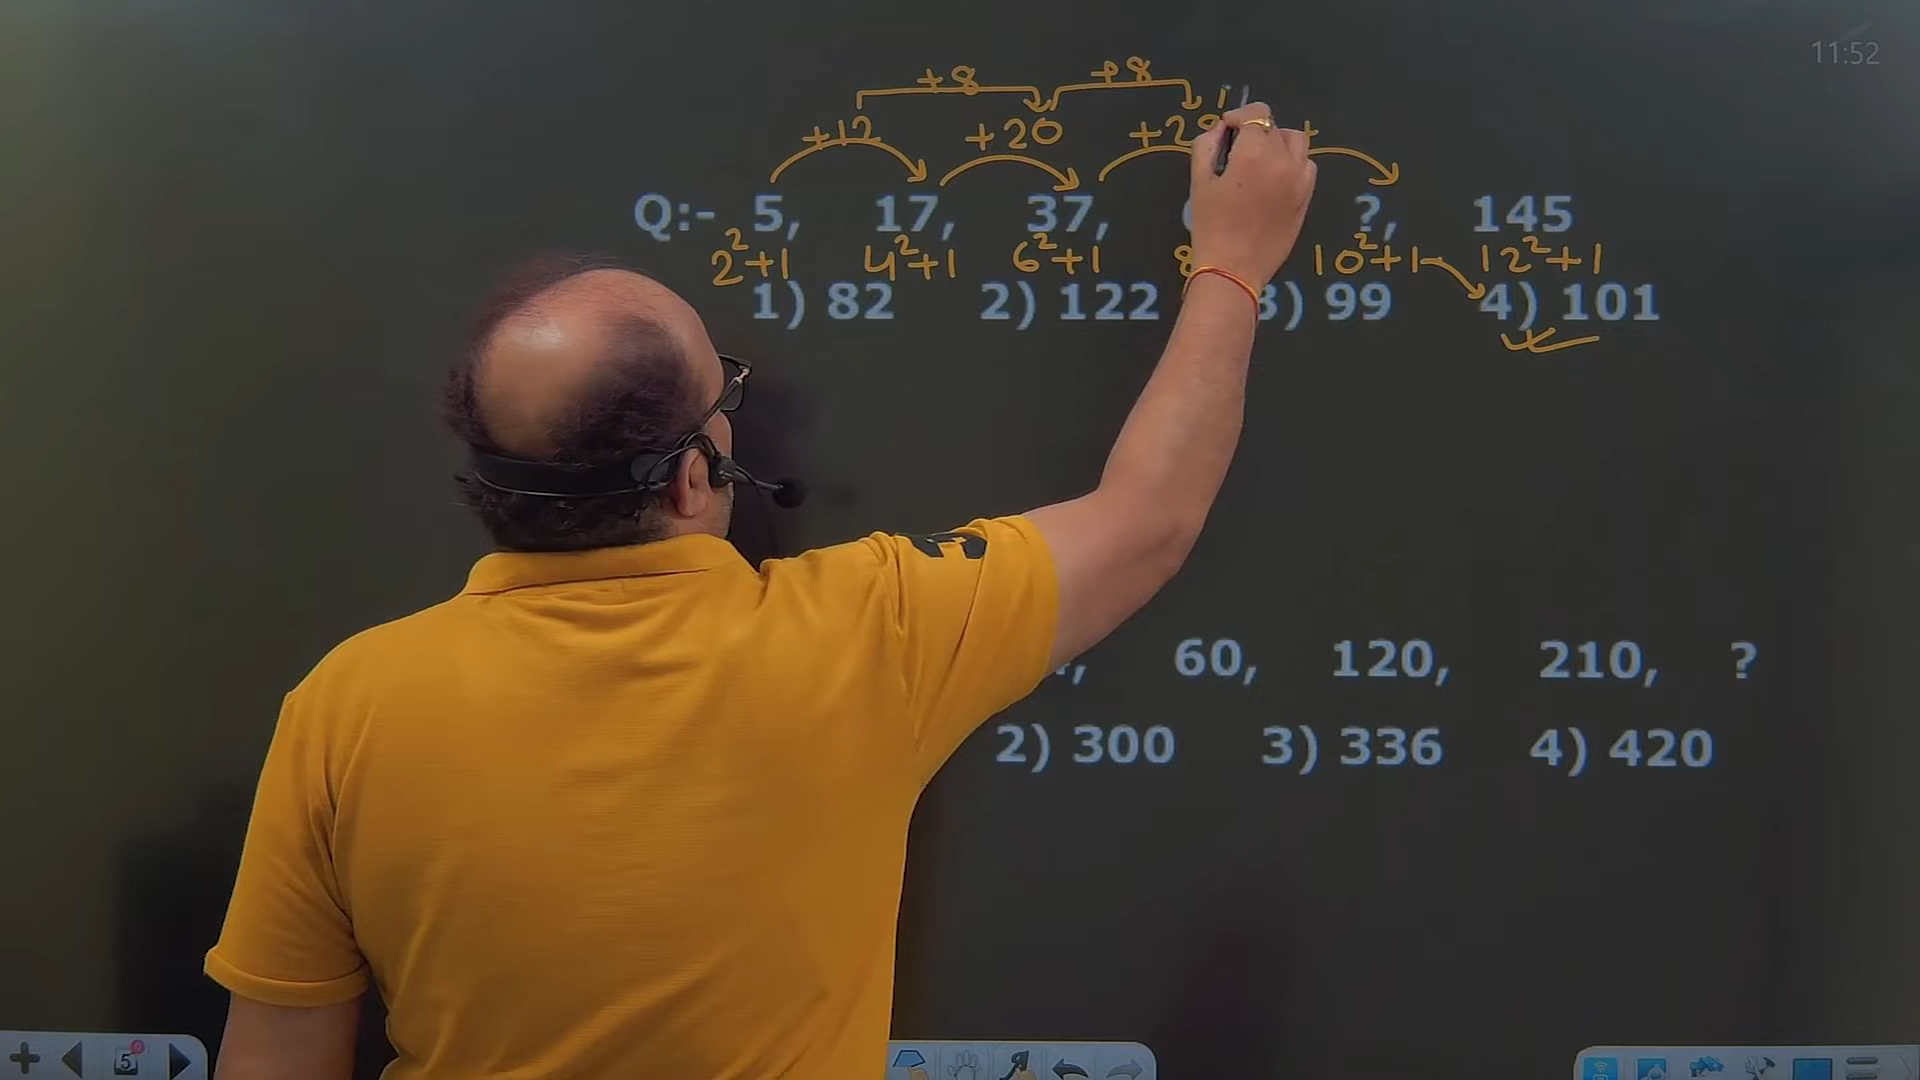 11:52
+8 +8
+12 +20 +28 +
Q:- 5, 17, 37, ?, 145
2²+1 4²+1 6²+1 8 10²+1 12²+1
1) 82 2) 122 3) 99 4) 101
60, 120, 210, ?
2) 300 3) 336 4) 420
5